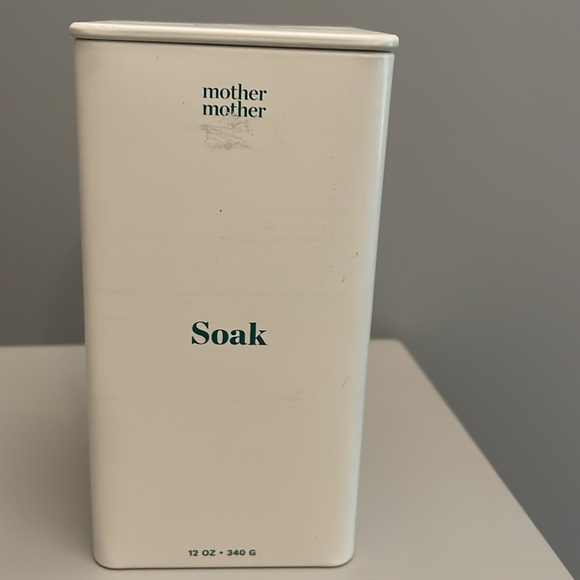 mother
mother
Soak
12 OZ • 340 G